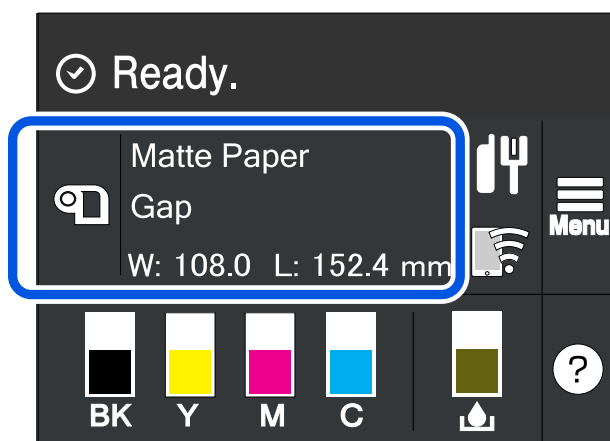 Ready.
Matte Paper
Gap
W: 108.0 L: 152.4 mm
Menu
BK Y M C
?